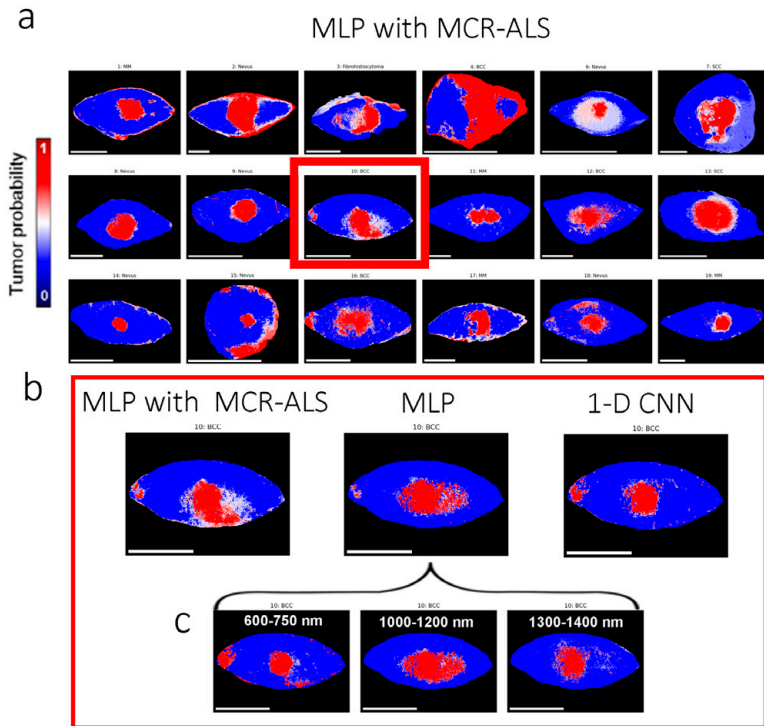 a
MLP with MCR-ALS
1: MM
2: Nevus
3: Fibrohistiocytoma
4: BCC
6: Nevus
7: SCC
Tumor probability
1
0
8: Nevus
9: Nevus
10: BCC
11: MM
12: BCC
13: SCC
14: Nevus
15: Nevus
16: BCC
17: MM
18: Nevus
19: MM
b
MLP with MCR-ALS
MLP
1-D CNN
10: BCC
10: BCC
10: BCC
c
10: BCC
10: BCC
10: BCC
600-750 nm
1000-1200 nm
1300-1400 nm